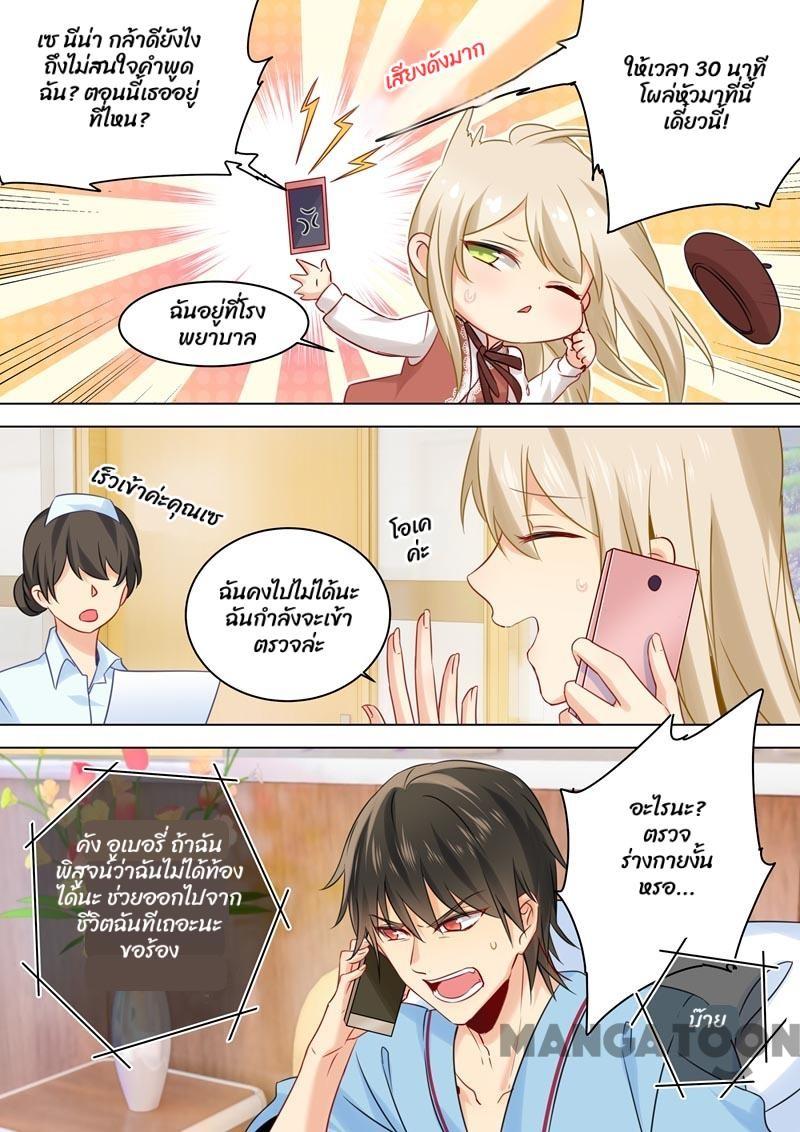 เซ นีน่า กล้าดียังไง
ถึงไม่สนใจคำพูด
ฉัน? ตอนนี้เธออยู่
ที่ไหน?
เสียงดังมาก
ให้เวลา 30 นาที
โผล่หัวมาที่นี้
เดี๋ยวนี้!
ฉันอยู่ที่โรง
พยาบาล
เร็วเข้าค่ะคุณเซ
โอเค
ค่ะ
ฉันคงไปไม่ได้นะ
ฉันกำลังจะเข้า
ตรวจล่ะ
อะไรนะ?
ตรวจ
ร่างกายงั้น
หรอ...
คัง อูเบอรี่ ถ้าฉัน
พิสูจน์ว่าฉันไม่ได้ท้อง
ได้นะ ช่วยออกไปจาก
ชีวิตฉันทีเถอะนะ
ขอร้อง
บ๊าย
MANGATOON